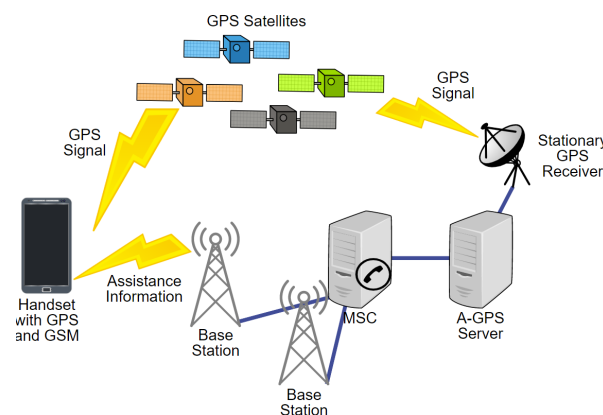 GPS Satellites
GPS
Signal
GPS
Signal
Stationary
GPS
Receiver
Assistance
Information
Handset
with GPS
and GSM
Base
Station
MSC
A-GPS
Server
Base
Station